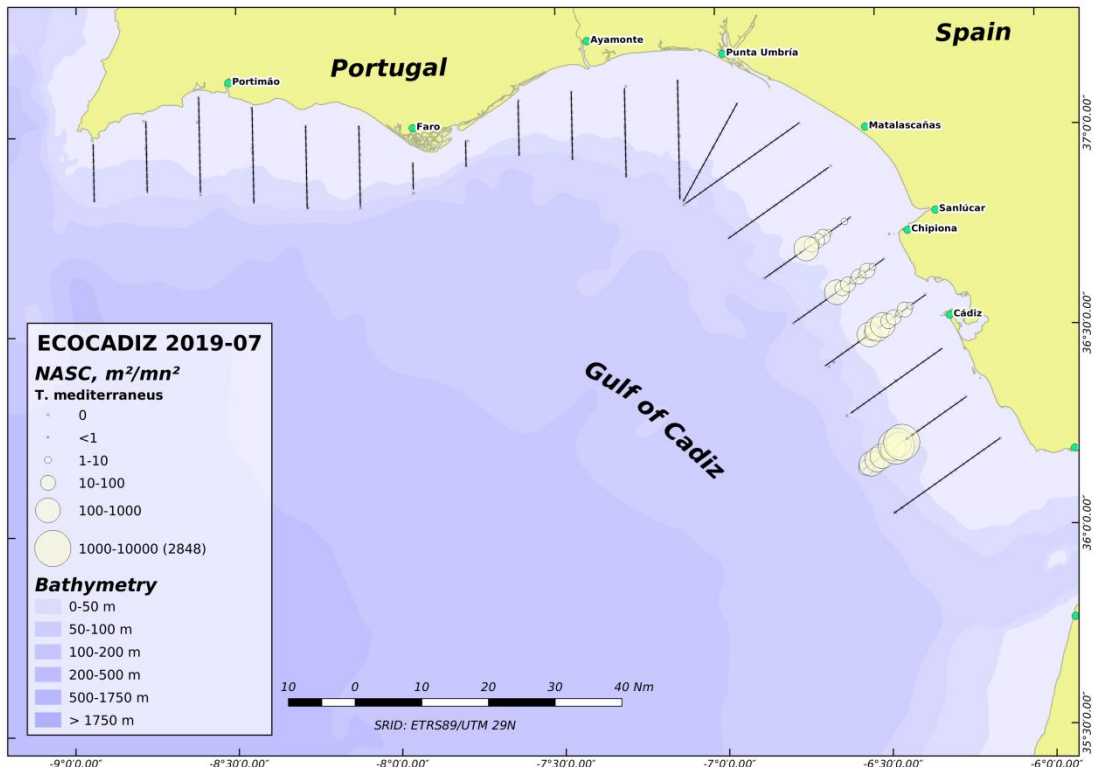 Spain
Portugal
Ayamonte
Punta Umbría
Portimão
Faro
Matalascañas
Sanlúcar
Chipiona
Cádiz
Gulf of Cadiz
ECOCADIZ 2019-07
NASC, m²/mn²
T. mediterraneus
0
<1
1-10
10-100
100-1000
1000-10000 (2848)
Bathymetry
0-50 m
50-100 m
100-200 m
200-500 m
500-1750 m
> 1750 m
10 0 10 20 30 40 Nm
SRID: ETRS89/UTM 29N
37°0'0.00"
36°30'0.00"
36°0'0.00"
35°30'0.00"
-9°0'0.00" -8°30'0.00" -8°0'0.00" -7°30'0.00" -7°0'0.00" -6°30'0.00" -6°0'0.00"